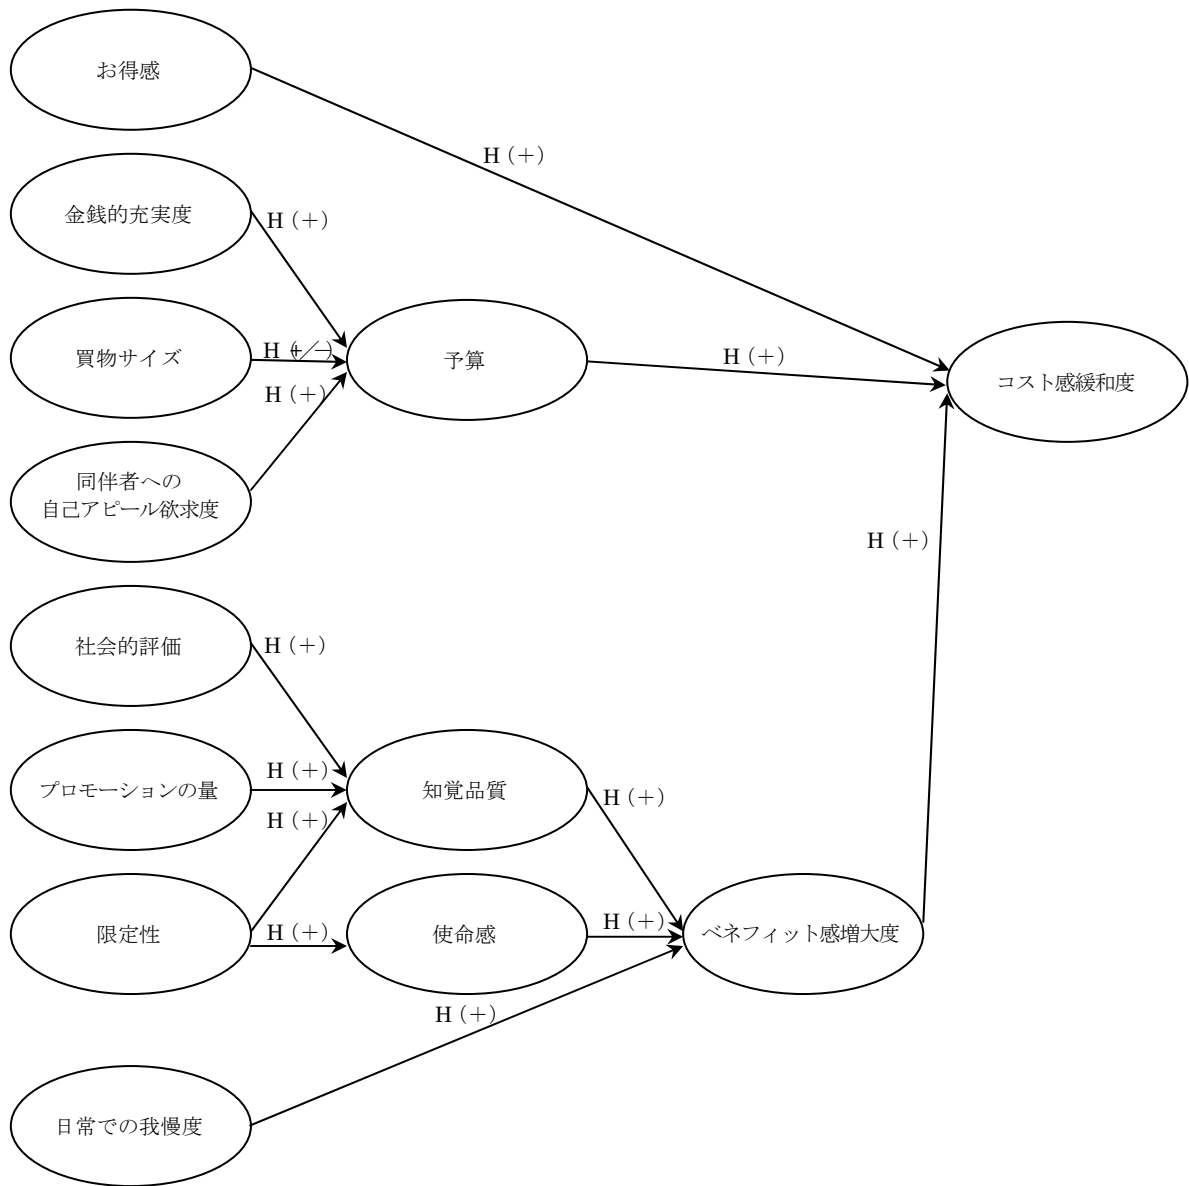 お得感
H（＋）
金銭的充実度
H（＋）
買物サイズ
H（＋／－）
予算
H（＋）
コスト感緩和度
H（＋）
同伴者への
自己アピール欲求度
H（＋）
社会的評価
H（＋）
プロモーションの量
H（＋）
知覚品質
H（＋）
H（＋）
限定性
H（＋）
使命感
H（＋）
ベネフィット感増大度
H（＋）
日常での我慢度